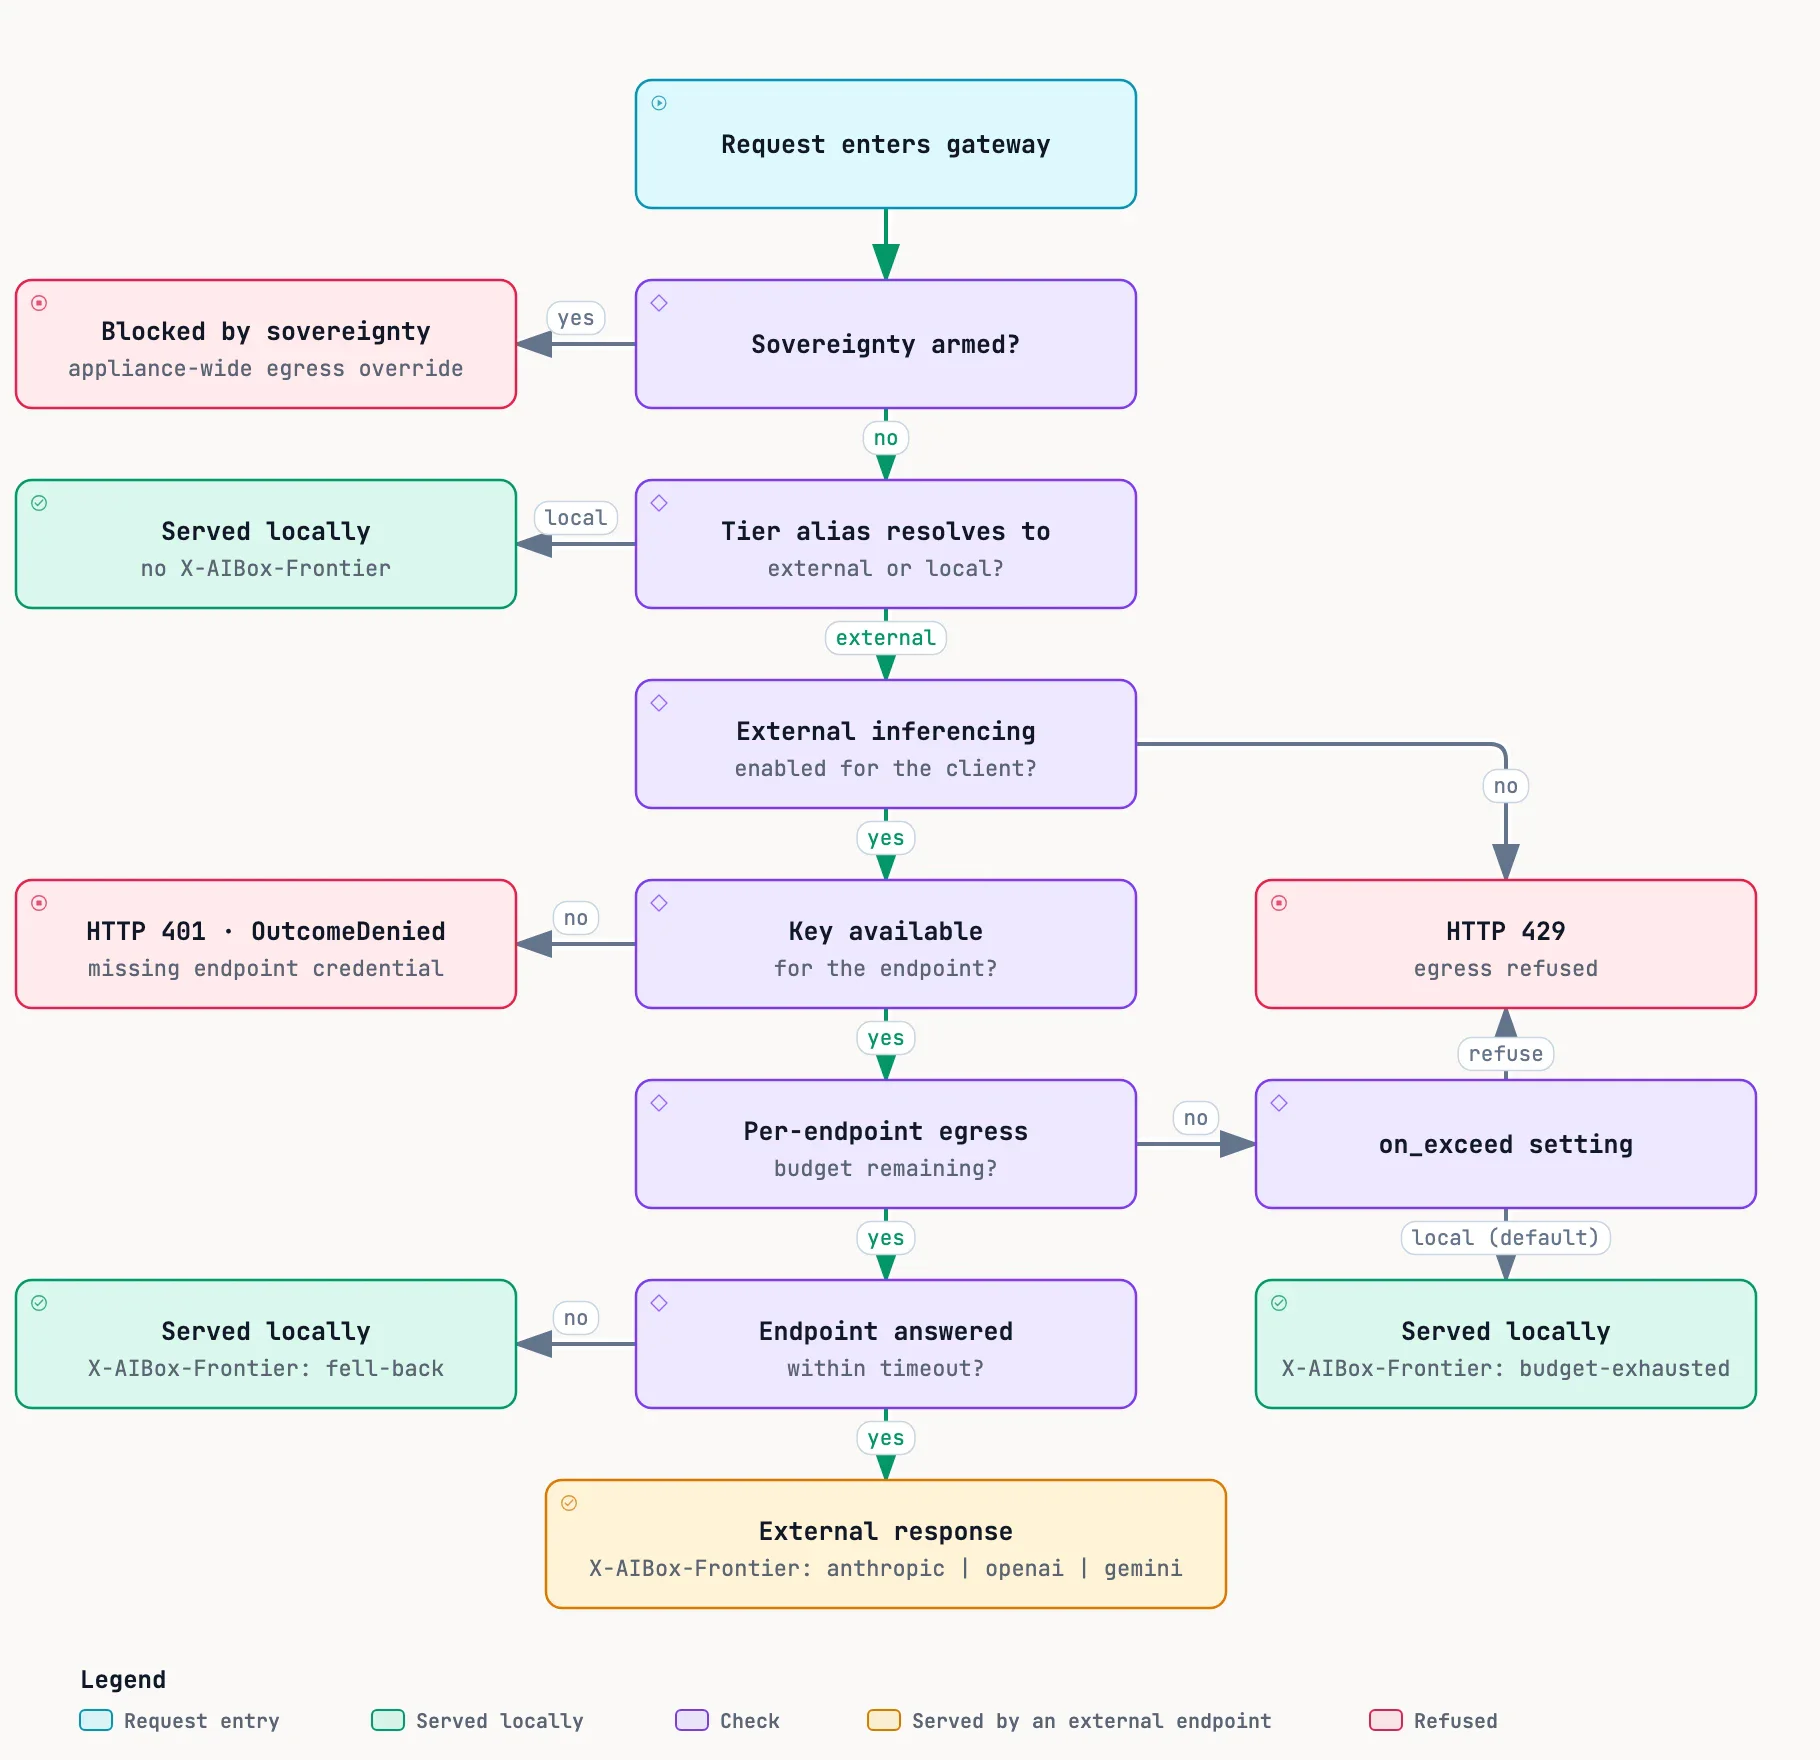 Request enters gateway
Blocked by sovereignty
appliance-wide egress override
yes
Sovereignty armed?
no
Served locally
no X-AIBox-Frontier
local
Tier alias resolves to
external or local?
external
External inferencing
enabled for the client?
no
yes
HTTP 401 · OutcomeDenied
missing endpoint credential
no
Key available
for the endpoint?
HTTP 429
egress refused
yes
refuse
Per-endpoint egress
budget remaining?
no
on_exceed setting
yes
local (default)
Served locally
X-AIBox-Frontier: fell-back
no
Endpoint answered
within timeout?
Served locally
X-AIBox-Frontier: budget-exhausted
yes
External response
X-AIBox-Frontier: anthropic | openai | gemini
Legend
Request entry
Served locally
Check
Served by an external endpoint
Refused